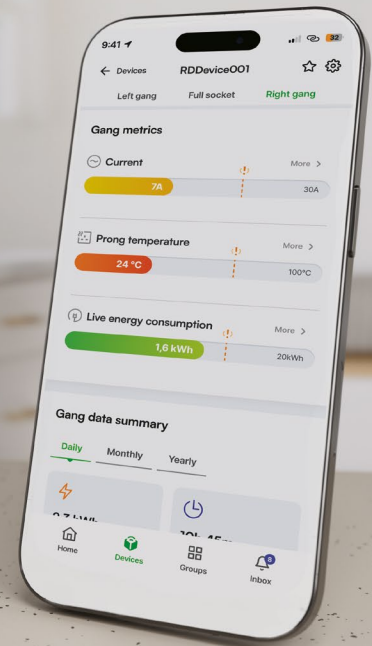 9:41
32
Devices
RDDevice001
Left gang
Full socket
Right gang
Gang metrics
Current
More >
7A
30A
Prong temperature
More >
24 °C
100°C
Live energy consumption
More >
1,6 kWh
20kWh
Gang data summary
Daily
Monthly
Yearly
Home
Devices
Groups
8
Inbox